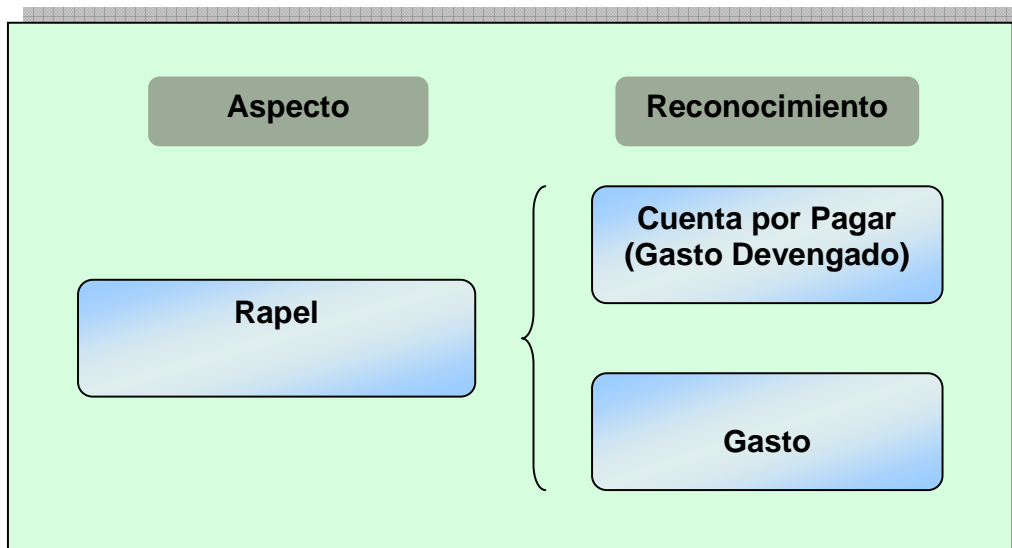 Aspecto
Reconocimiento
Rapel
Cuenta por Pagar
(Gasto Devengado)
Gasto